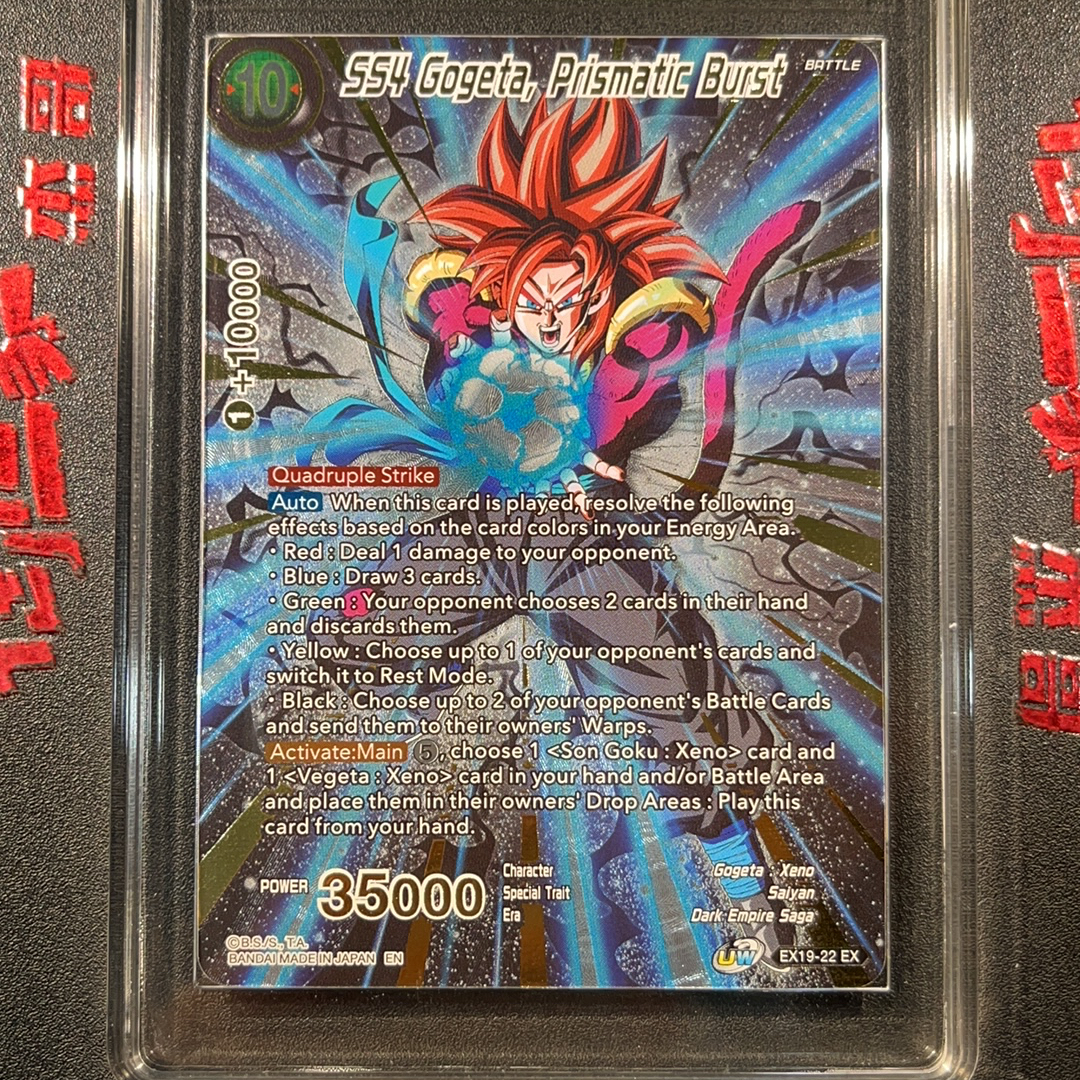 10
SS4 Gogeta, Prismatic Burst
BATTLE
1 +10000
Quadruple Strike
Auto When this card is played, resolve the following
effects based on the card colors in your Energy Area.
・Red : Deal 1 damage to your opponent.
・Blue : Draw 3 cards.
・Green : Your opponent chooses 2 cards in their hand
and discards them.
・Yellow : Choose up to 1 of your opponent's cards and
switch it to Rest Mode.
・Black : Choose up to 2 of your opponent's Battle Cards
and send them to their owners' Warps.
Activate:Main 5, choose 1 <Son Goku : Xeno> card and
1 <Vegeta : Xeno> card in your hand and/or Battle Area
and place them in their owners' Drop Areas : Play this
card from your hand.
POWER 35000
Character Gogeta : Xeno
Special Trait Saiyan
Era Dark Empire Saga
©B.S./S., T.A.
BANDAI MADE IN JAPAN EN
UW
EX19-22 EX